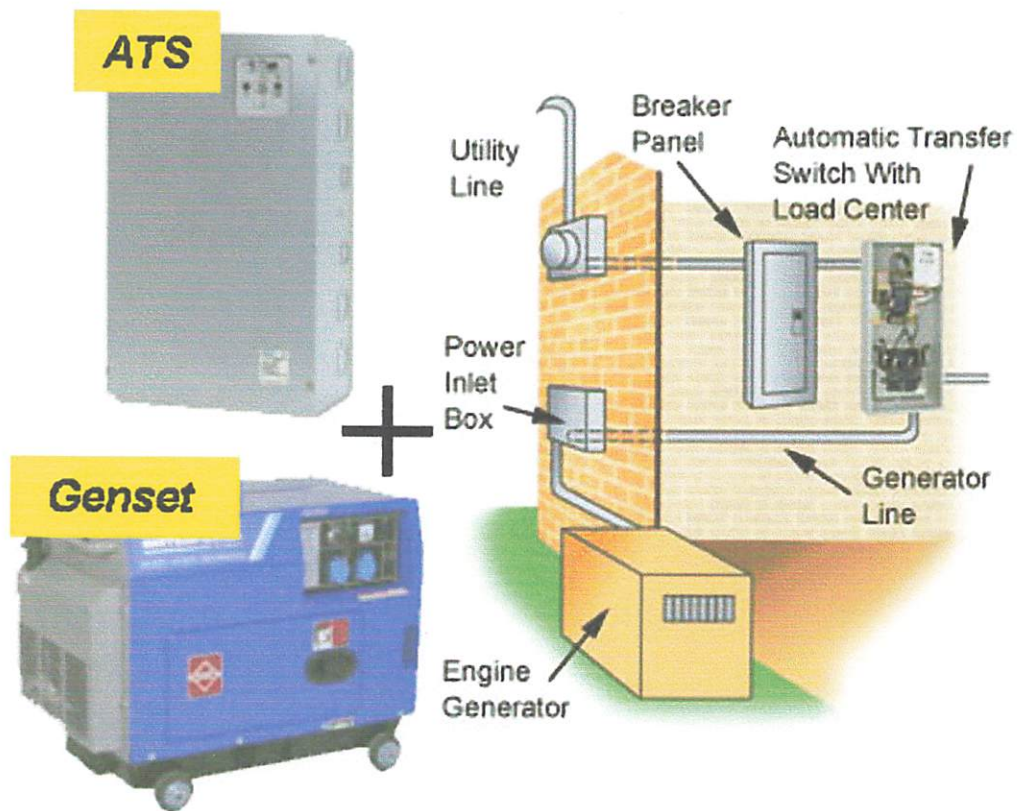 ATS
Utility
Line
Breaker
Panel
Automatic Transfer
Switch With
Load Center
Power
Inlet
Box
Genset
Generator
Line
Engine
Generator